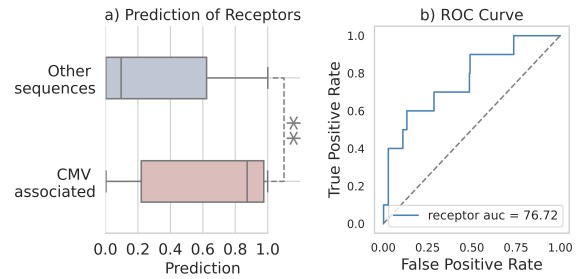 a) Prediction of Receptors
Other
sequences
CMV
associated
0.0 0.2 0.4 0.6 0.8 1.0
Prediction
**
b) ROC Curve
True Positive Rate
1.0
0.8
0.6
0.4
0.2
0.0
receptor auc = 76.72
0.00 0.25 0.50 0.75 1.00
False Positive Rate